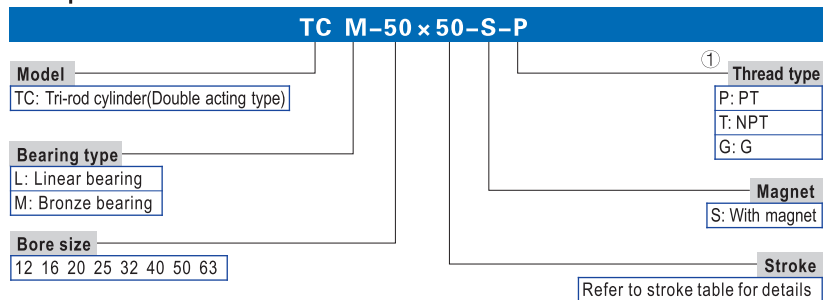 TC M-50×50-S-P
Model
TC: Tri-rod cylinder(Double acting type)
Bearing type
L: Linear bearing
M: Bronze bearing
Bore size
12 16 20 25 32 40 50 63
① Thread type
P: PT
T: NPT
G: G
Magnet
S: With magnet
Stroke
Refer to stroke table for details